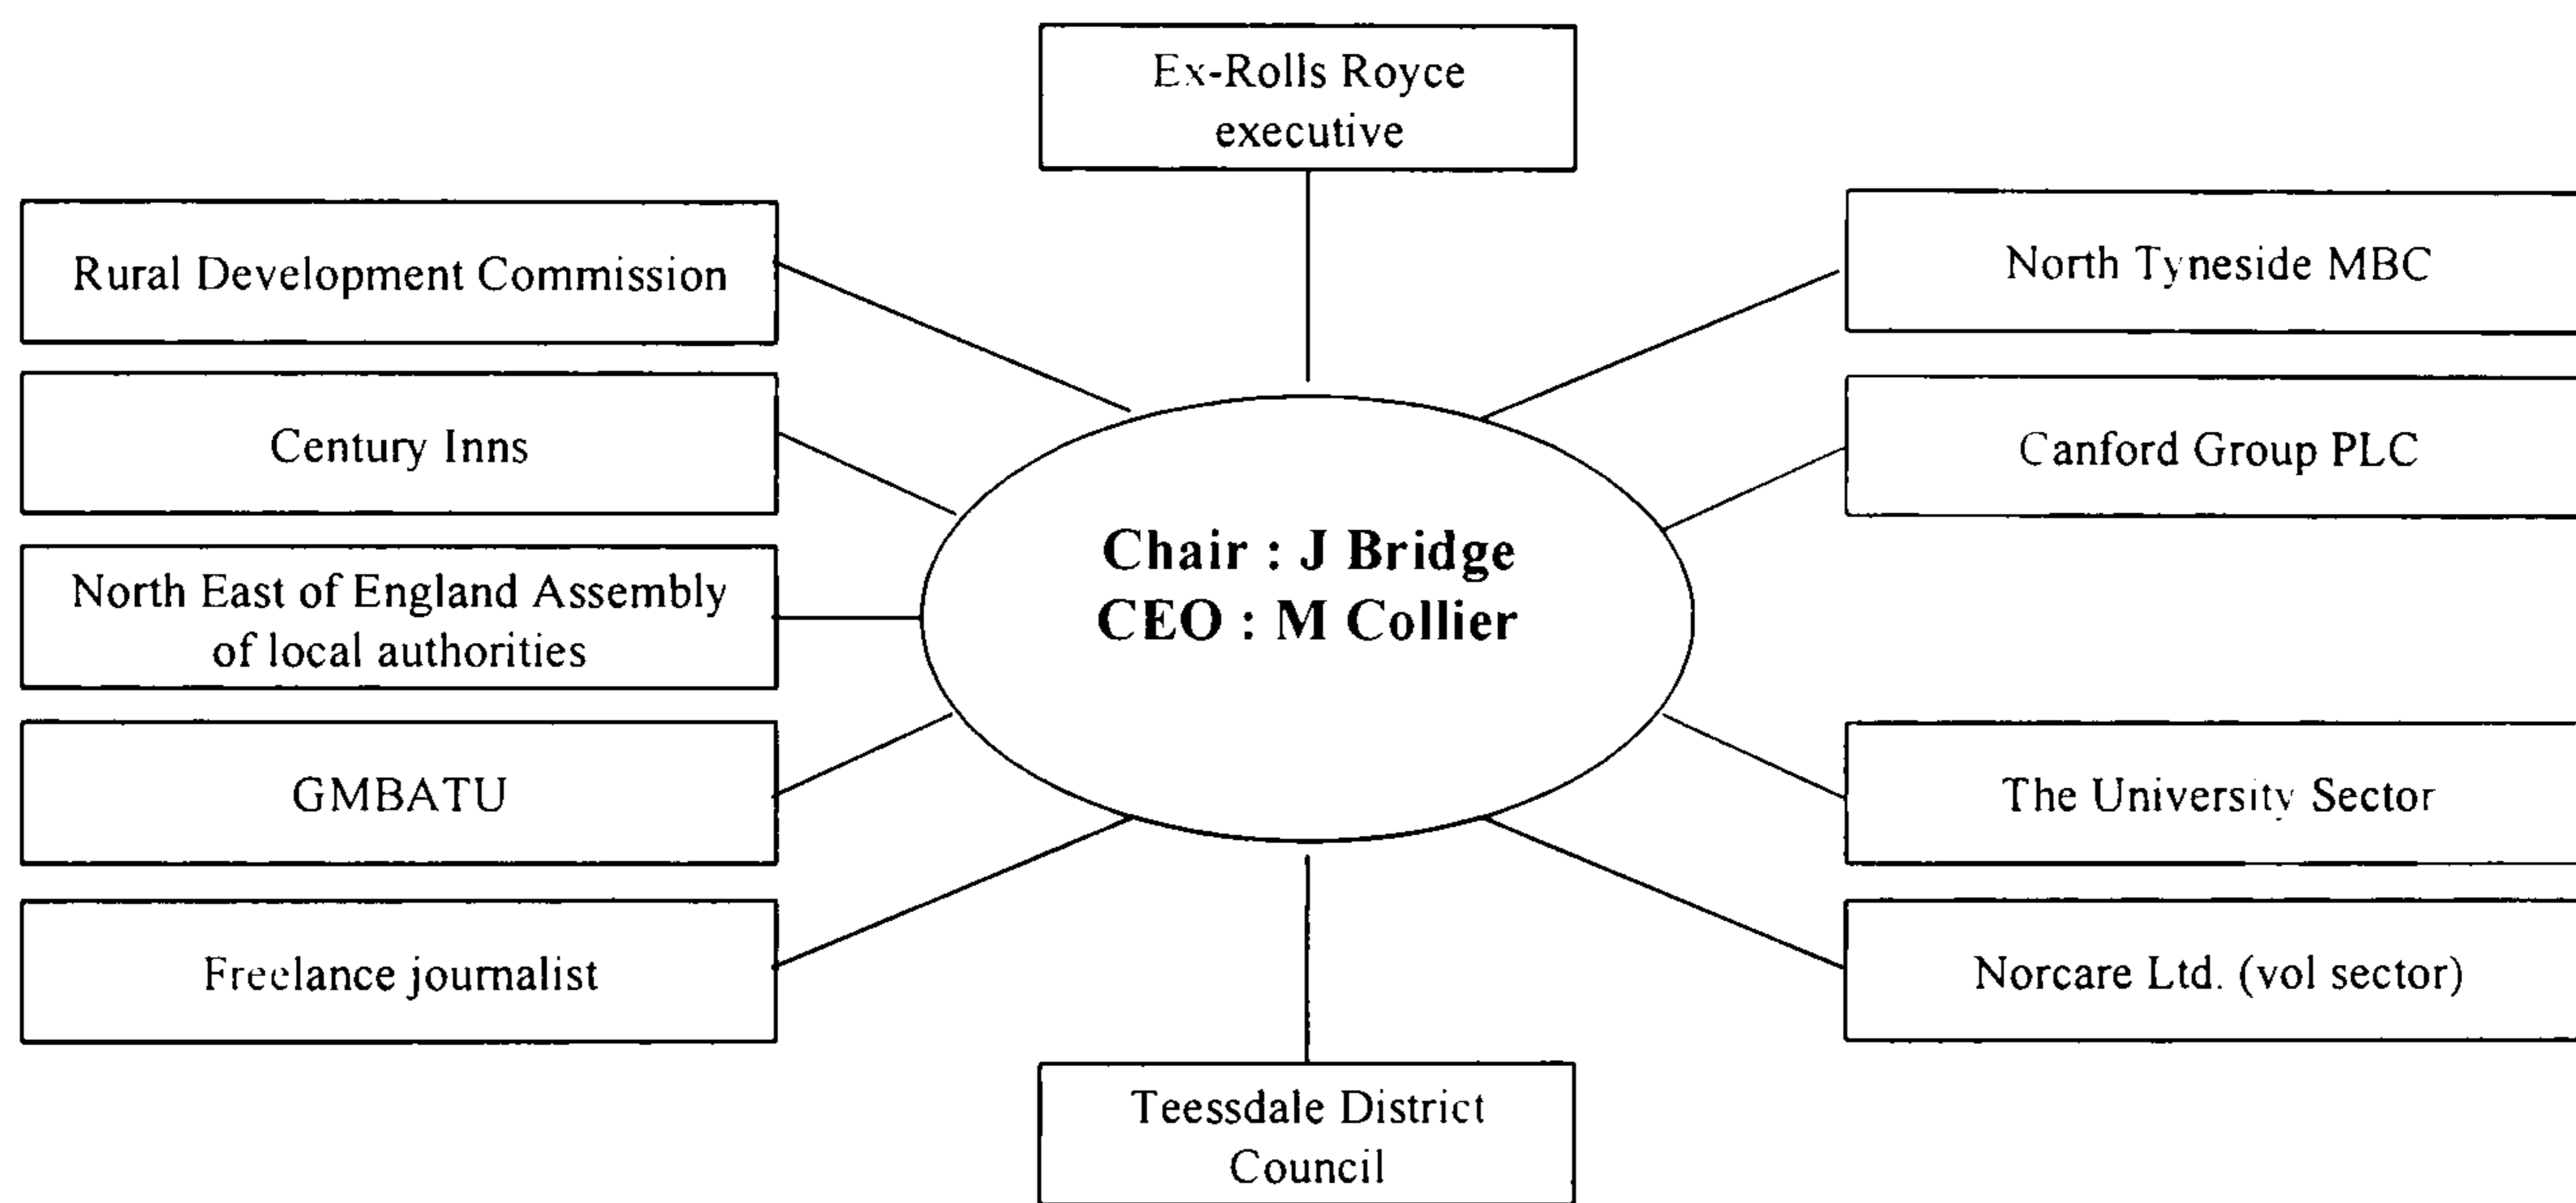 Ex-Rolls Royce
executive
Rural Development Commission
North Tyneside MBC
Century Inns
Canford Group PLC
Chair : J Bridge
CEO : M Collier
North East of England Assembly
of local authorities
GMBATU
The University Sector
Freelance journalist
Norcare Ltd. (vol sector)
Teessdale District
Council